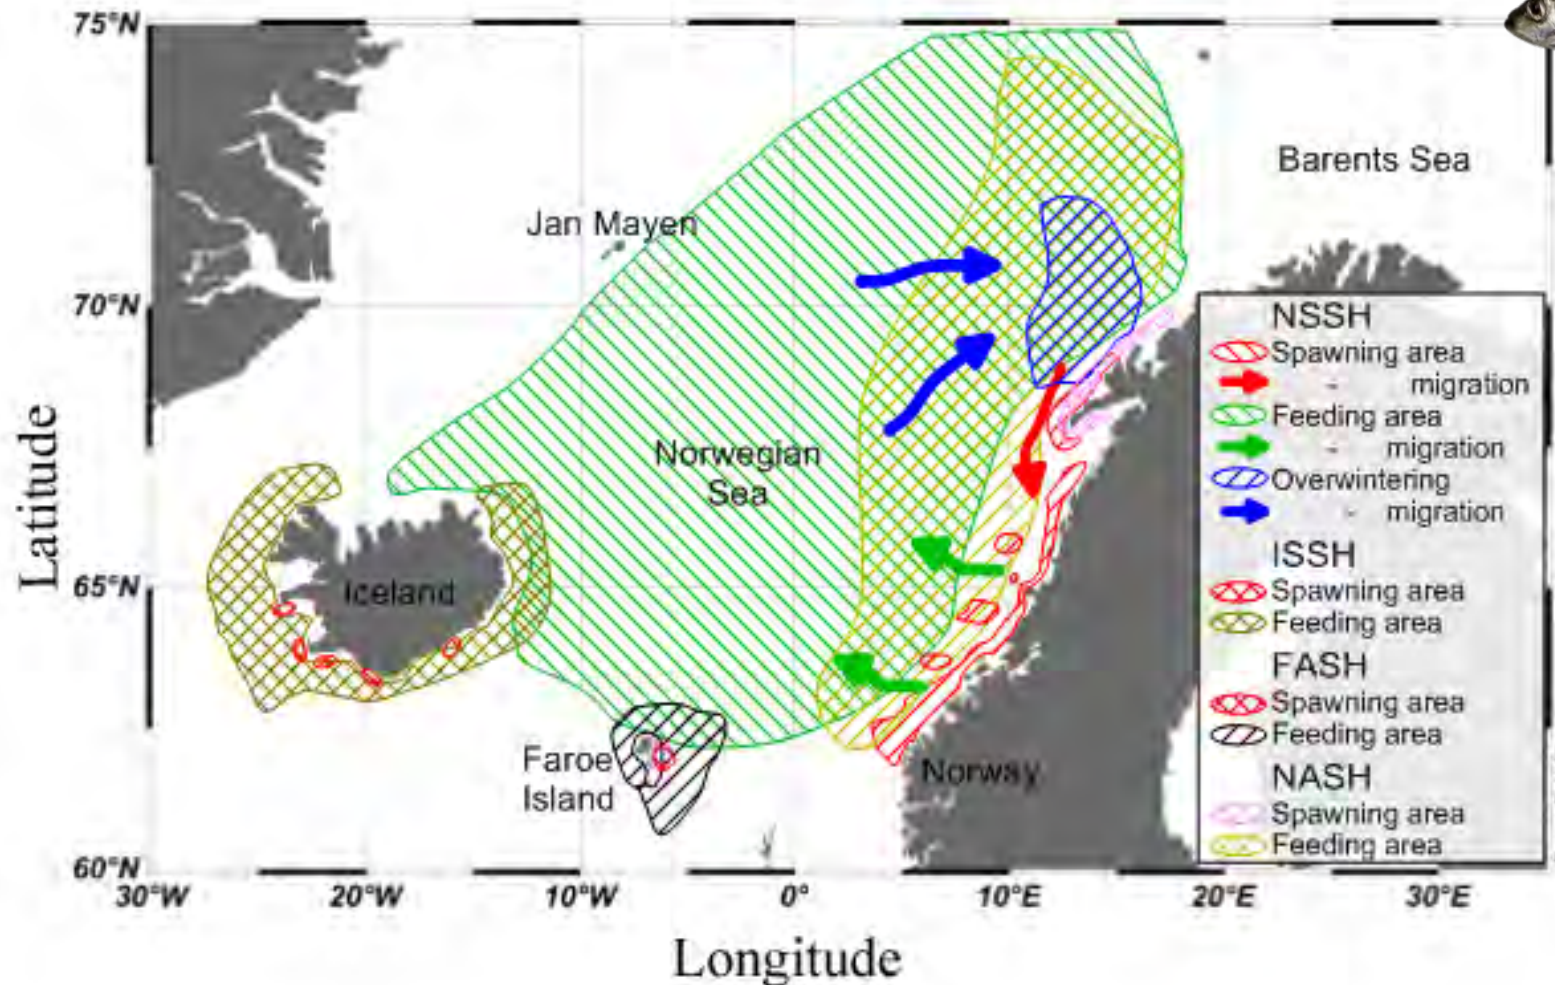 75°N
Barents Sea
Jan Mayen
70°N
NSSH
Spawning area
- migration
Feeding area
- migration
Overwintering
- migration
Norwegian
Sea
Latitude
ISSH
Spawning area
Feeding area
65°N
Iceland
FASH
Spawning area
Feeding area
Faroe
Island
Norway
NASH
Spawning area
Feeding area
60°N
30°W 20°W 10°W 0° 10°E 20°E 30°E
Longitude